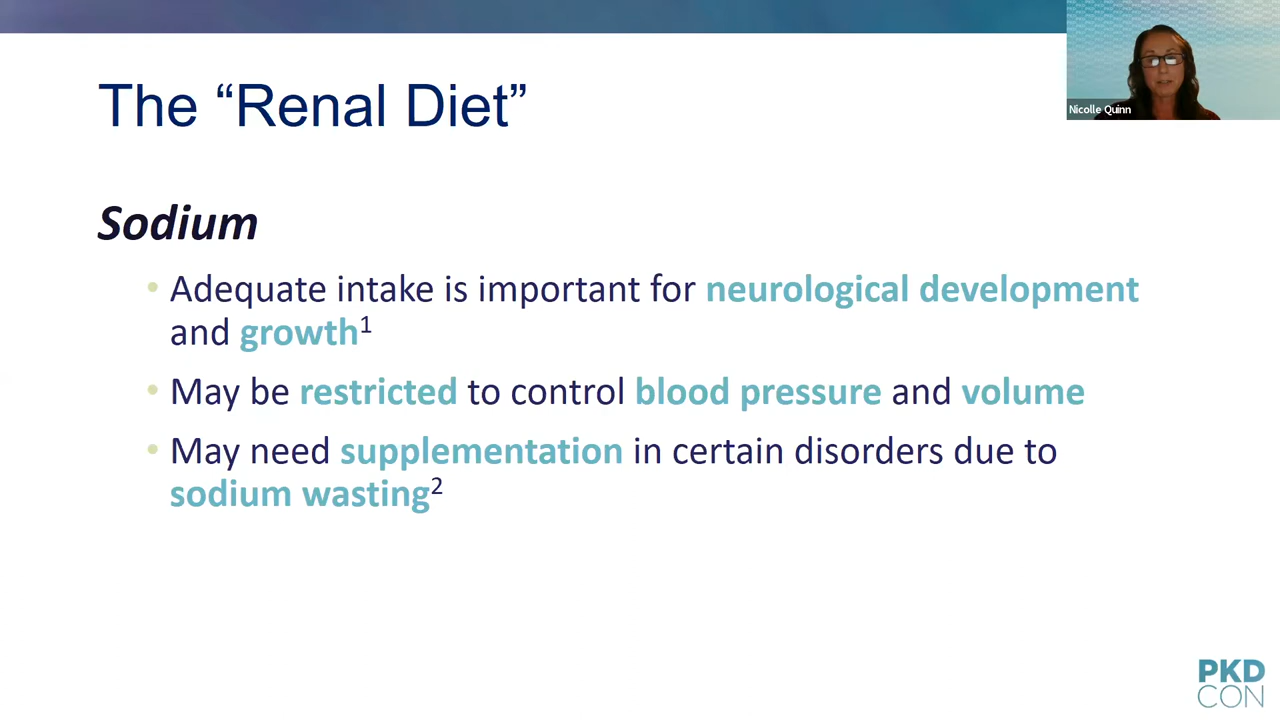 The “Renal Diet”
Nicolle Quinn
Sodium
• Adequate intake is important for neurological development
and growth¹
• May be restricted to control blood pressure and volume
• May need supplementation in certain disorders due to
sodium wasting²
PKD
CON